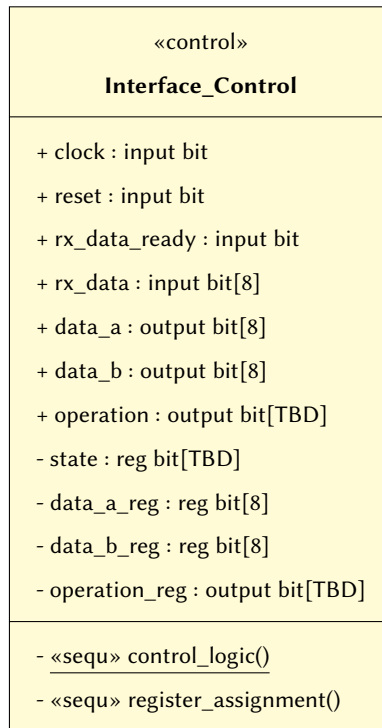 «control»
Interface_Control
+ clock : input bit
+ reset : input bit
+ rx_data_ready : input bit
+ rx_data : input bit[8]
+ data_a : output bit[8]
+ data_b : output bit[8]
+ operation : output bit[TBD]
- state : reg bit[TBD]
- data_a_reg : reg bit[8]
- data_b_reg : reg bit[8]
- operation_reg : output bit[TBD]
- «sequ» control_logic()
- «sequ» register_assignment()